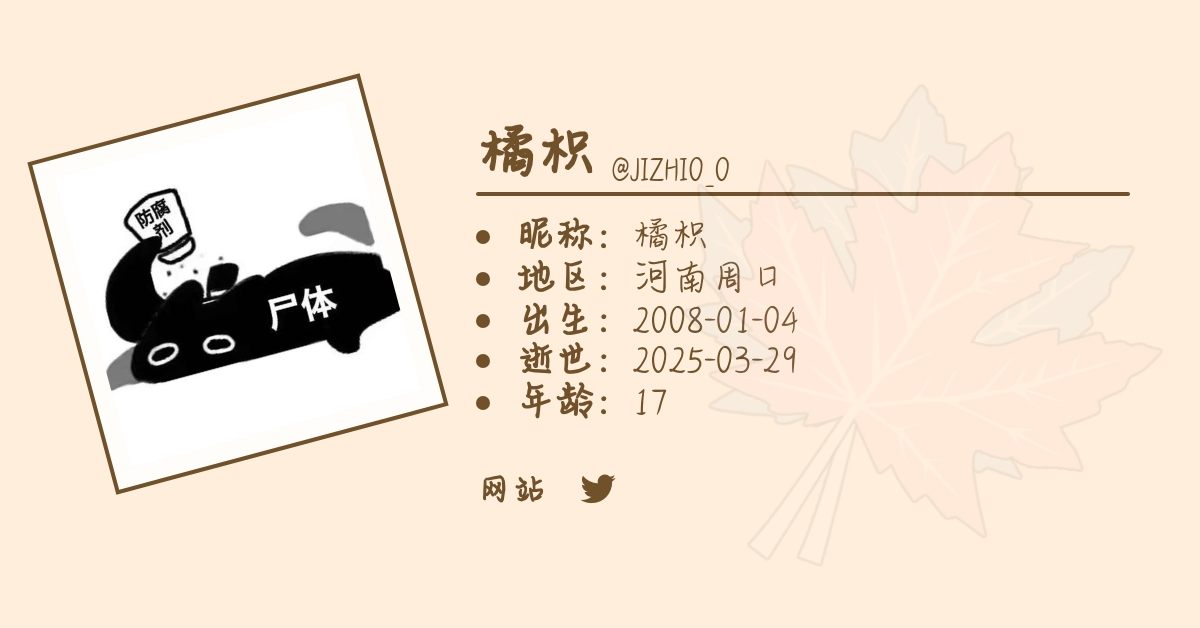 防腐
剂
尸体
橘枳 @JIZHIO_O
昵称：橘枳
地区：河南周口
出生：2008-01-04
逝世：2025-03-29
年龄：17
网站